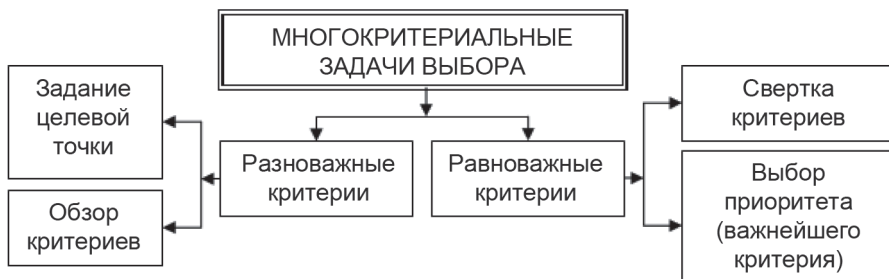 МНОГОКРИТЕРИАЛЬНЫЕ
ЗАДАЧИ ВЫБОРА
Задание
целевой
точки
Обзор
критериев
Разноважные
критерии
Равноважные
критерии
Свертка
критериев
Выбор
приоритета
(важнейшего
критерия)